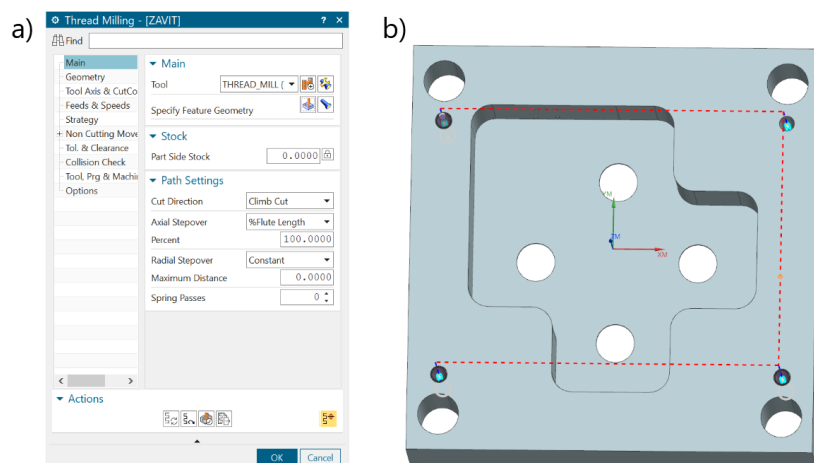 a)
Thread Milling - [ZAVIT] ? ×
Find
Main
Geometry
Tool Axis & CutCo
Feeds & Speeds
Strategy
+ Non Cutting Move
Tol. & Clearance
Collision Check
Tool, Prg & Machi
Options
Main
Tool THREAD_MILL (
Specify Feature Geometry
Stock
Part Side Stock 0.0000
Path Settings
Cut Direction Climb Cut
Axial Stepover %Flute Length
Percent 100.0000
Radial Stepover Constant
Maximum Distance 0.0000
Spring Passes 0
Actions
OK Cancel
b)
YM
ZM
XM